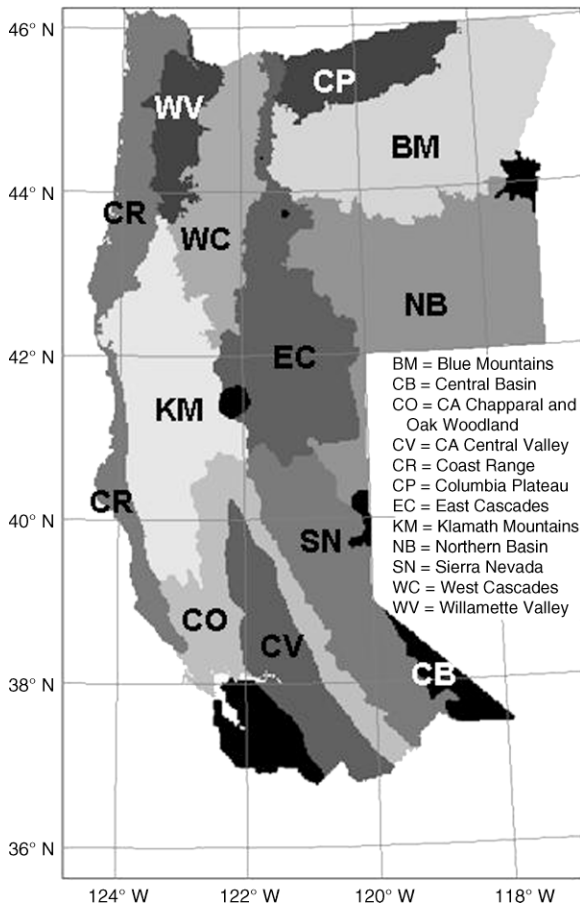 46° N
CP
WV
BM
44° N
CR
WC
NB
42° N
EC
KM
BM = Blue Mountains
CB = Central Basin
CO = CA Chapparal and
Oak Woodland
CV = CA Central Valley
CR = Coast Range
CP = Columbia Plateau
EC = East Cascades
KM = Klamath Mountains
NB = Northern Basin
SN = Sierra Nevada
WC = West Cascades
WV = Willamette Valley
CR
40° N
SN
CO
CV
CB
38° N
36° N
124° W 122° W 120° W 118° W